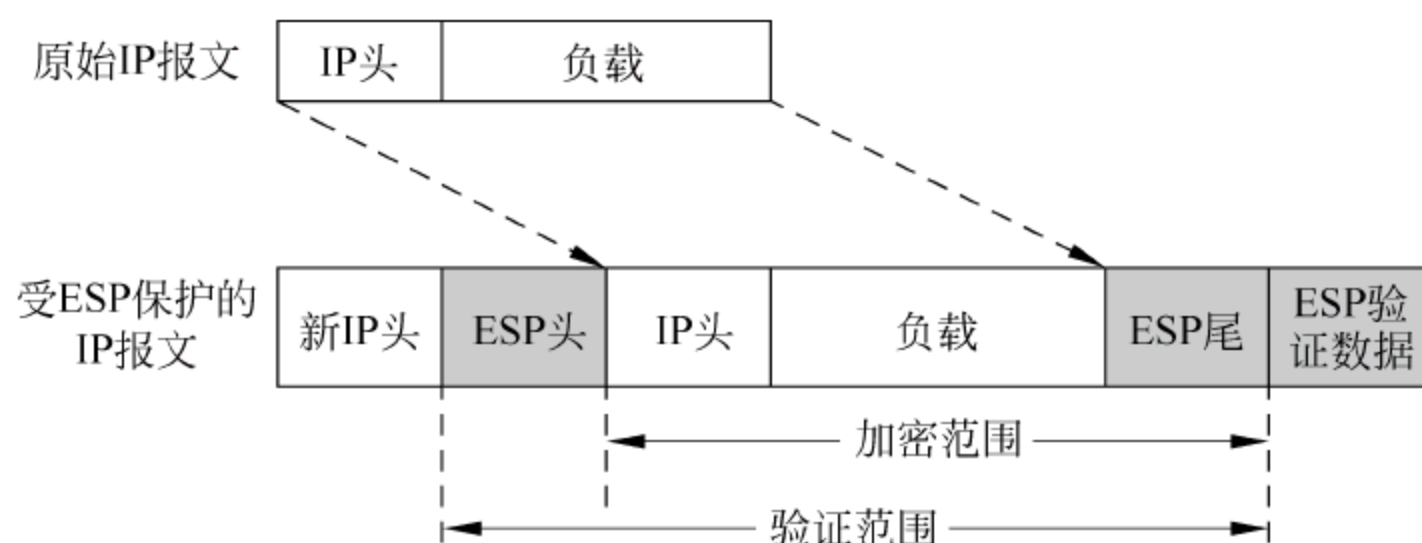 原始IP报文
IP头
负载
受ESP保护的
IP报文
新IP头
ESP头
IP头
负载
ESP尾
ESP验
证数据
加密范围
验证范围